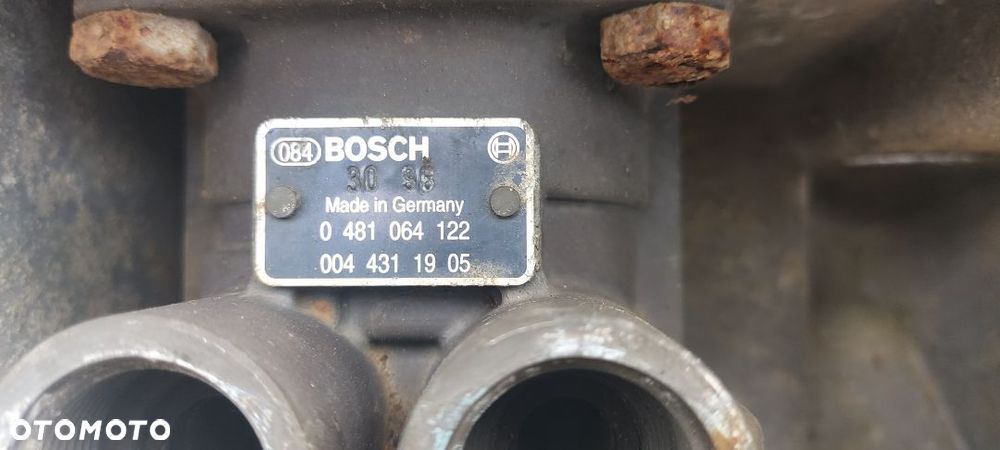 084 BOSCH
30 96
Made in Germany
0 481 064 122
004 431 19 05
OTOMOTO